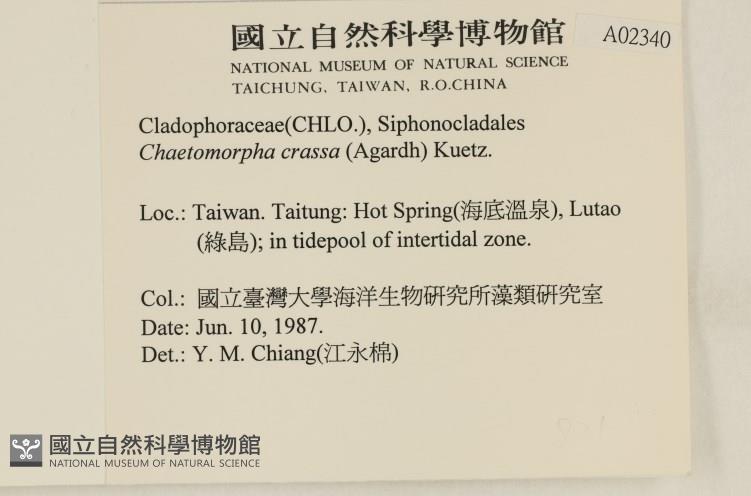 國立自然科學博物館
A02340
NATIONAL MUSEUM OF NATURAL SCIENCE
TAICHUNG, TAIWAN, R.O.CHINA
Cladophoraceae(CHLO.), Siphonocladales
Chaetomorpha crassa (Agardh) Kuetz.
Loc.: Taiwan. Taitung: Hot Spring(海底溫泉), Lutao
(綠島); in tidepool of intertidal zone.
Col.: 國立臺灣大學海洋生物研究所藻類研究室
Date: Jun. 10, 1987.
Det.: Y. M. Chiang(江永棉)
國立自然科學博物館
NATIONAL MUSEUM OF NATURAL SCIENCE